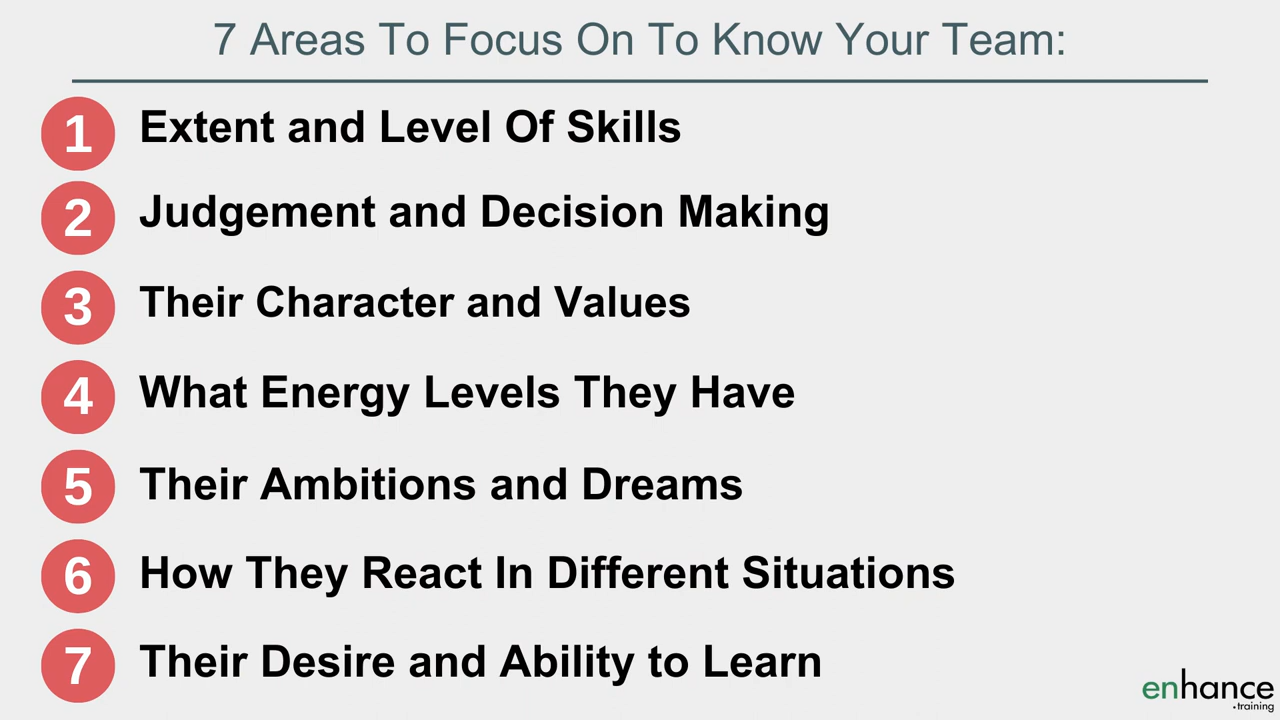 7 Areas To Focus On To Know Your Team:
1 Extent and Level Of Skills
2 Judgement and Decision Making
3 Their Character and Values
4 What Energy Levels They Have
5 Their Ambitions and Dreams
6 How They React In Different Situations
7 Their Desire and Ability to Learn
enhance
.training